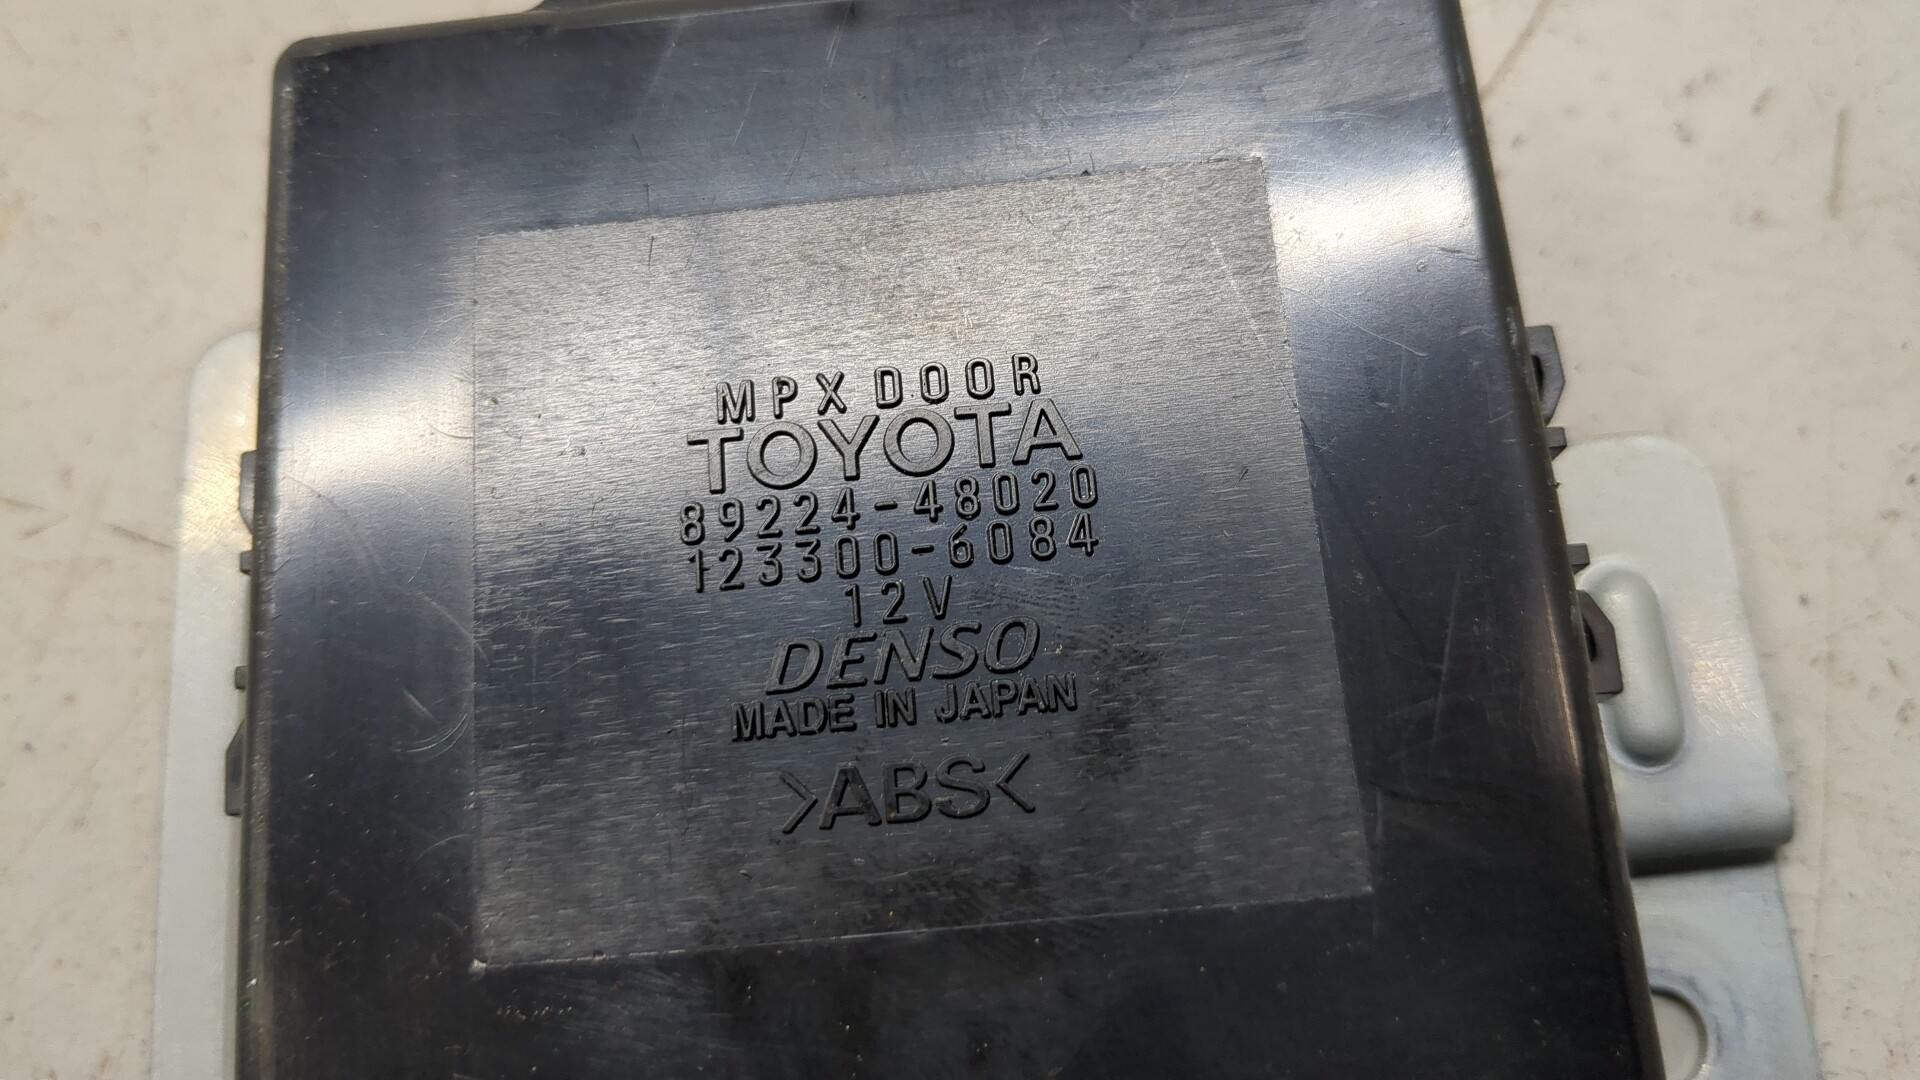 MPX DOOR
TOYOTA
89224-48020
123300-6084
12V
DENSO
MADE IN JAPAN
>ABS<